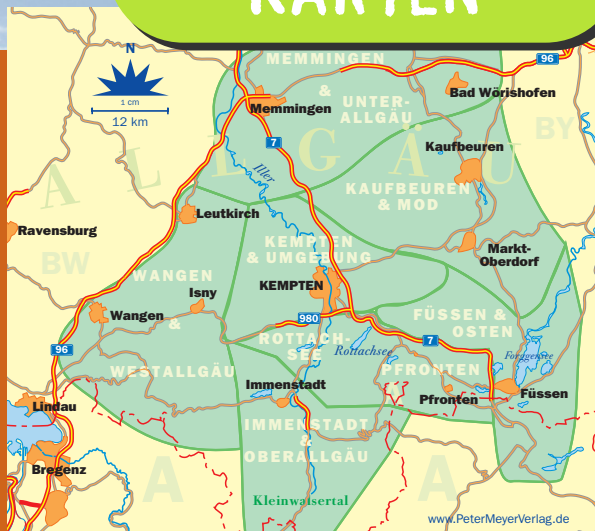 KARTEN
N
1 cm
12 km
96
MEMMINGEN
&
UNTER-
ALLGÄU
Bad Wörishofen
Memmingen
BY
7
Kaufbeuren
ALLGÄU
Iller
KAUFBEUREN
& MOD
Leutkirch
Ravensburg
BW
KEMPTEN
& UMGEBUNG
Markt-
Oberdorf
WANGEN
&
WESTALLGÄU
Isny
KEMPTEN
Wangen
980
FÜSSEN &
OSTEN
96
ROTTACH-
SEE
Rottachsee
7
Forggensee
PFRONTEN
Immenstadt
Pfronten
Füssen
Lindau
IMMENSTADT
&
OBERALLGÄU
Bregenz
A
A
Kleinwalsertal
www.PeterMeyerVerlag.de